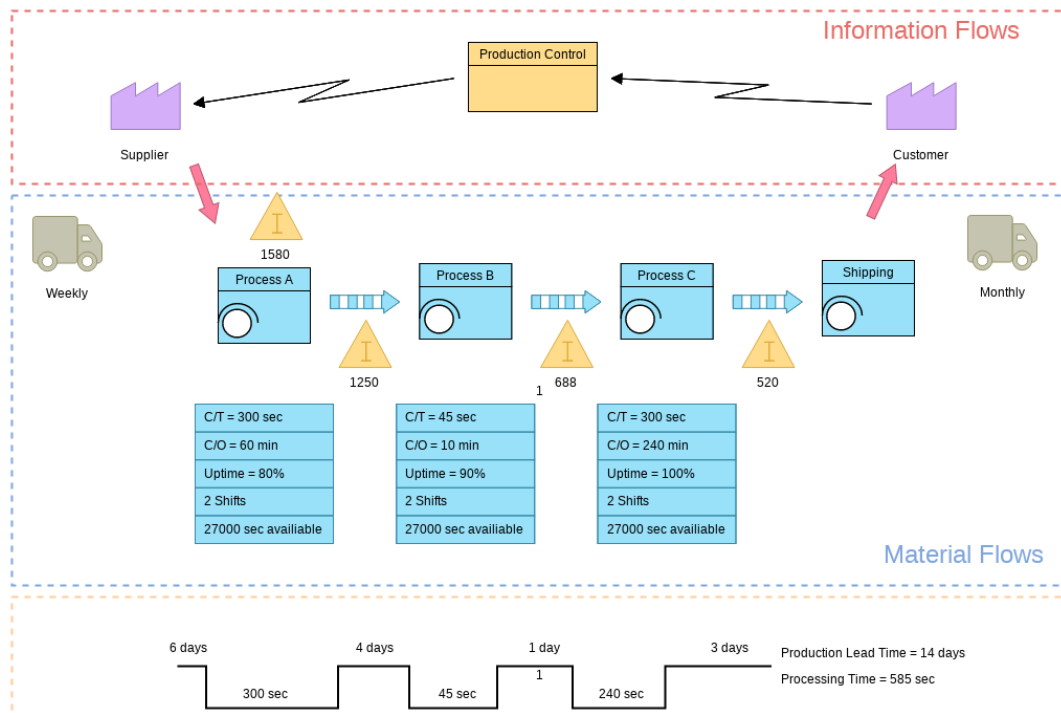 Information Flows
Production Control
Supplier
Customer
1580
Weekly
Monthly
Process A
Process B
Process C
Shipping
1250
688
520
1
C/T = 300 sec
C/O = 60 min
Uptime = 80%
2 Shifts
27000 sec availiable
C/T = 45 sec
C/O = 10 min
Uptime = 90%
2 Shifts
27000 sec availiable
C/T = 300 sec
C/O = 240 min
Uptime = 100%
2 Shifts
27000 sec availiable
Material Flows
6 days
4 days
1 day
3 days
1
300 sec
45 sec
240 sec
Production Lead Time = 14 days
Processing Time = 585 sec